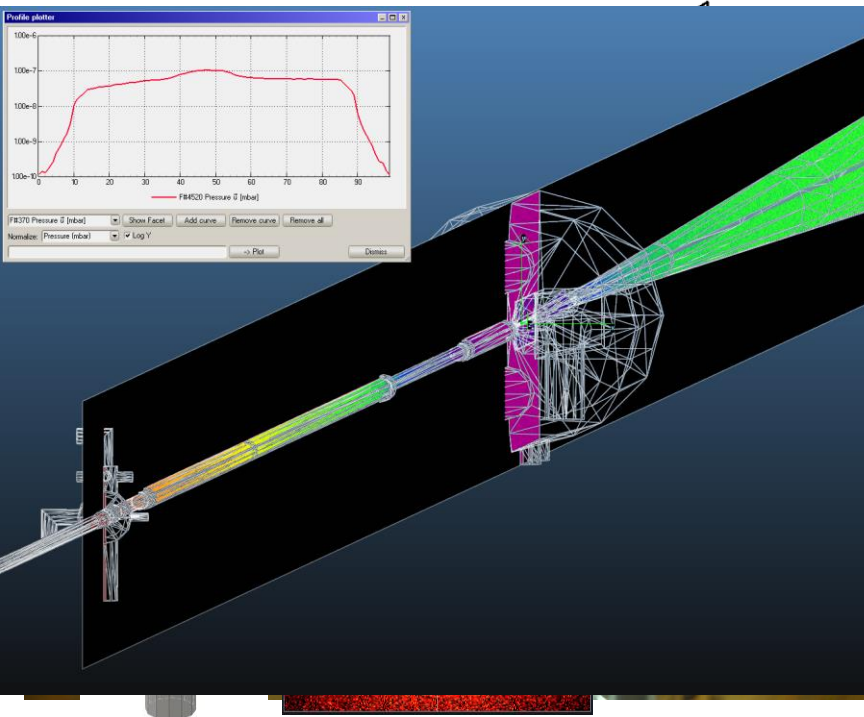 Profile plotter
1.00e-6
1.00e-7
1.00e-8
1.00e-9
1.00e-10
0 10 20 30 40 50 60 70 80 90
F#4520 Pressure [mbar]
F#370 Pressure [mbar] Show Facet Add curve Remove curve Remove all
Normalize: Pressure (mbar) Log Y
-> Plot Dismiss